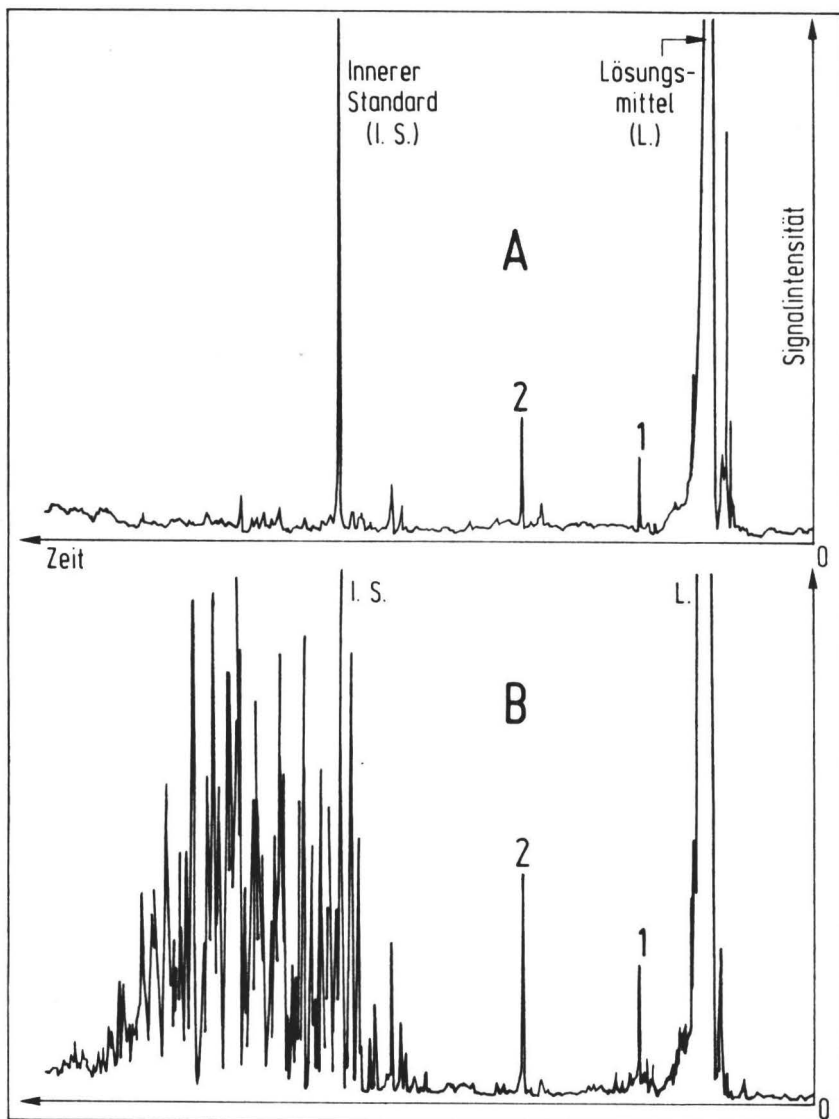 Innerer
Standard
(I. S.)
Lösungs-
mittel
(L.)
Signalintensität
A
2
1
0
Zeit
I. S.
L.
B
2
1
0